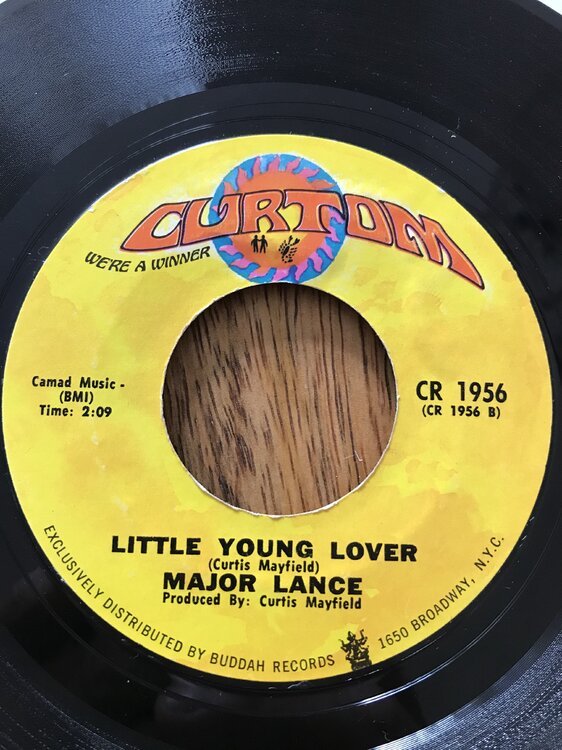 CURTOM
WE'RE A WINNER
Camad Music -
(BMI)
Time: 2:09
CR 1956
(CR 1956 B)
LITTLE YOUNG LOVER
(Curtis Mayfield)
MAJOR LANCE
Produced By: Curtis Mayfield
EXCLUSIVELY DISTRIBUTED BY BUDDAH RECORDS 1650 BROADWAY, N.Y.C.